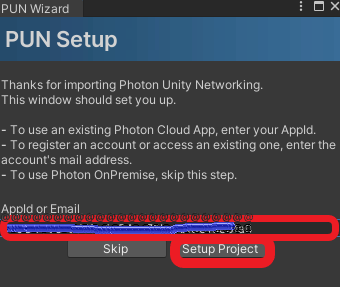 PUN Wizard
PUN Setup
Thanks for importing Photon Unity Networking.
This window should set you up.
- To use an existing Photon Cloud App, enter your AppId.
- To register an account or access an existing one, enter the
account's mail address.
- To use Photon OnPremise, skip this step.
AppId or Email
Skip
Setup Project